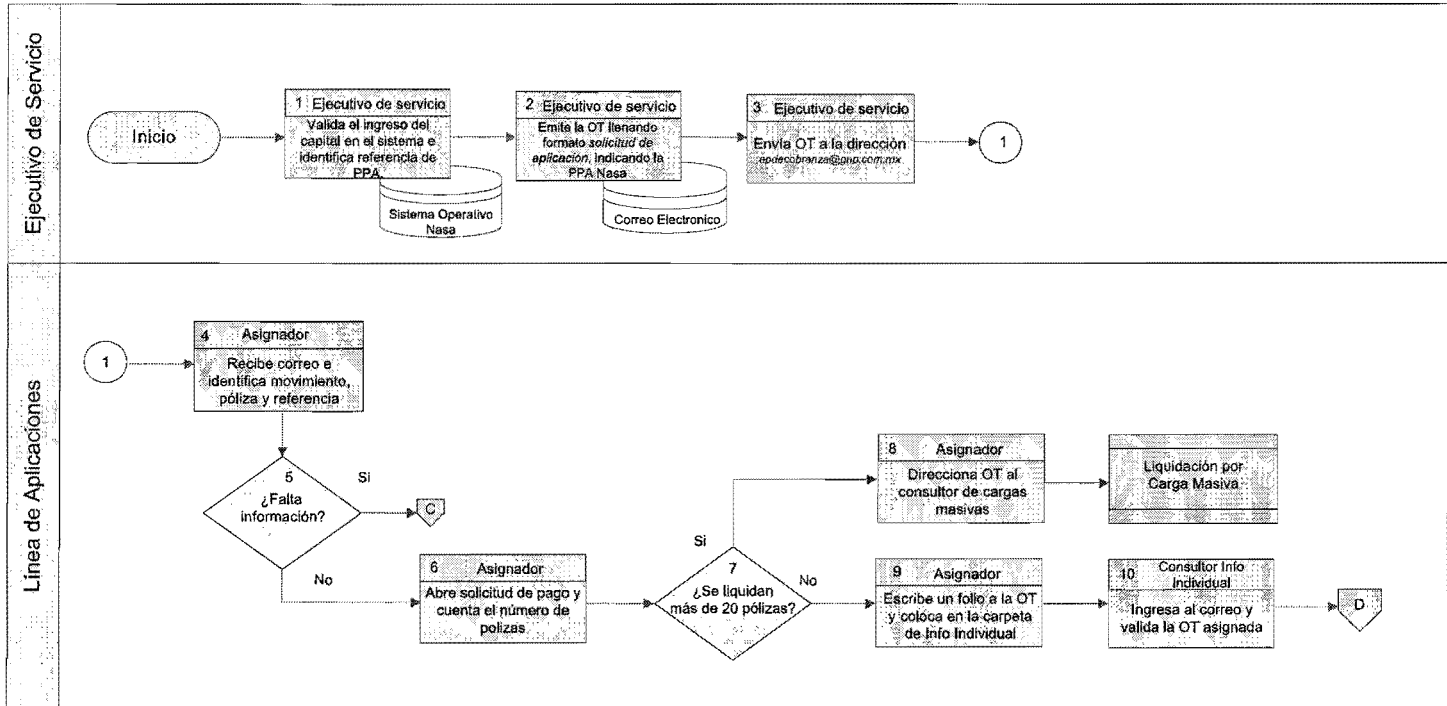 Ejecutivo de Servicio
Inicio
1 Ejecutivo de servicio
Valida el ingreso del
capital en el sistema e
identifica referencia de
PPA.
Sistema Operativo
Nasa
2 Ejecutivo de servicio
Emite la OT llenando
formato solicitud de
aplicación, indicando la
PPA Nasa
Correo Electronico
3 Ejecutivo de servicio
Envía OT a la dirección
apdecobranza@gnp.com.mx
1
Línea de Aplicaciones
1
4 Asignador
Recibe correo e
identifica movimiento,
póliza y referencia
5
¿Falta
información?
Si
C
No
6 Asignador
Abre solicitud de pago y
cuenta el número de
polizas
7
¿Se liquidan
más de 20 pólizas?
Si
8 Asignador
Direcciona OT al
consultor de cargas
masivas
Liquidación por
Carga Masiva
No
9 Asignador
Escribe un folio a la OT
y coloca en la carpeta
de Info Individual
10 Consultor Info
Individual
Ingresa al correo y
valida la OT asignada
D